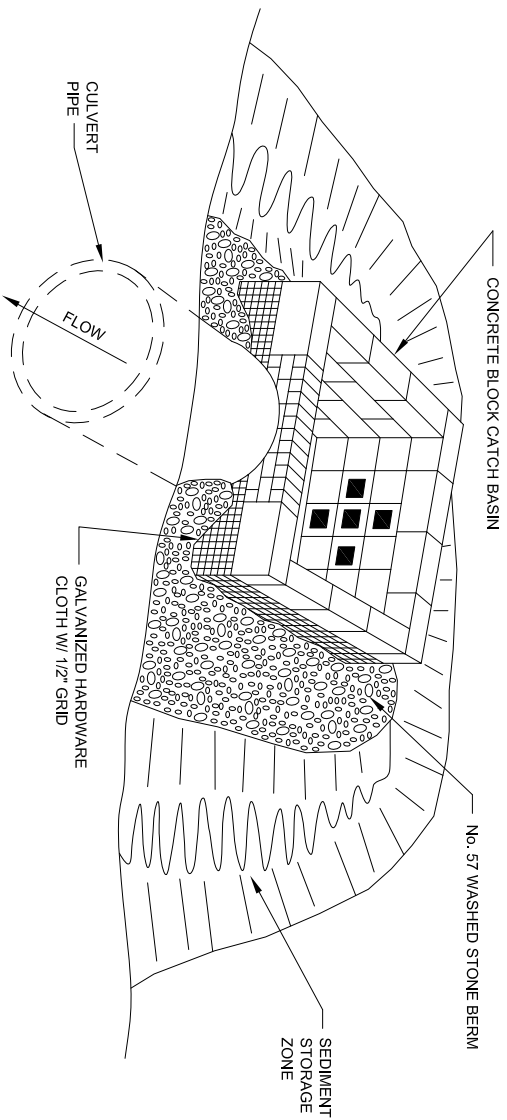 CONCRETE BLOCK CATCH BASIN
No. 57 WASHED STONE BERM
SEDIMENT
STORAGE
ZONE
GALVANIZED HARDWARE
CLOTH W/ 1/2" GRID
CULVERT
PIPE
FLOW